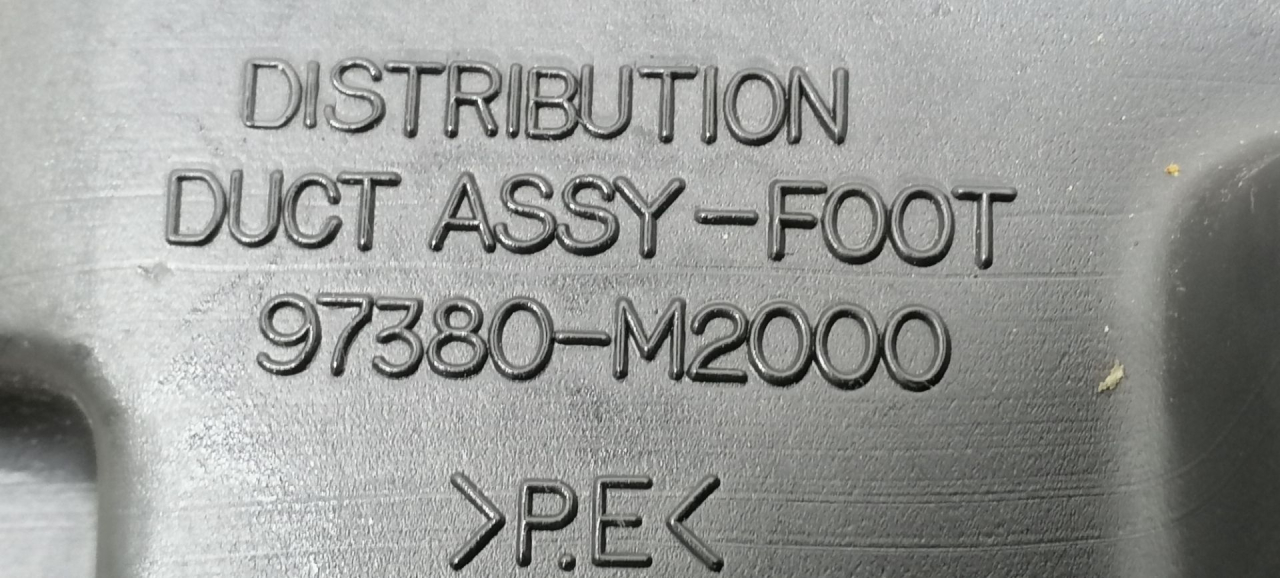 DISTRIBUTION
DUCT ASSY-FOOT
97380-M2000
>P.E<